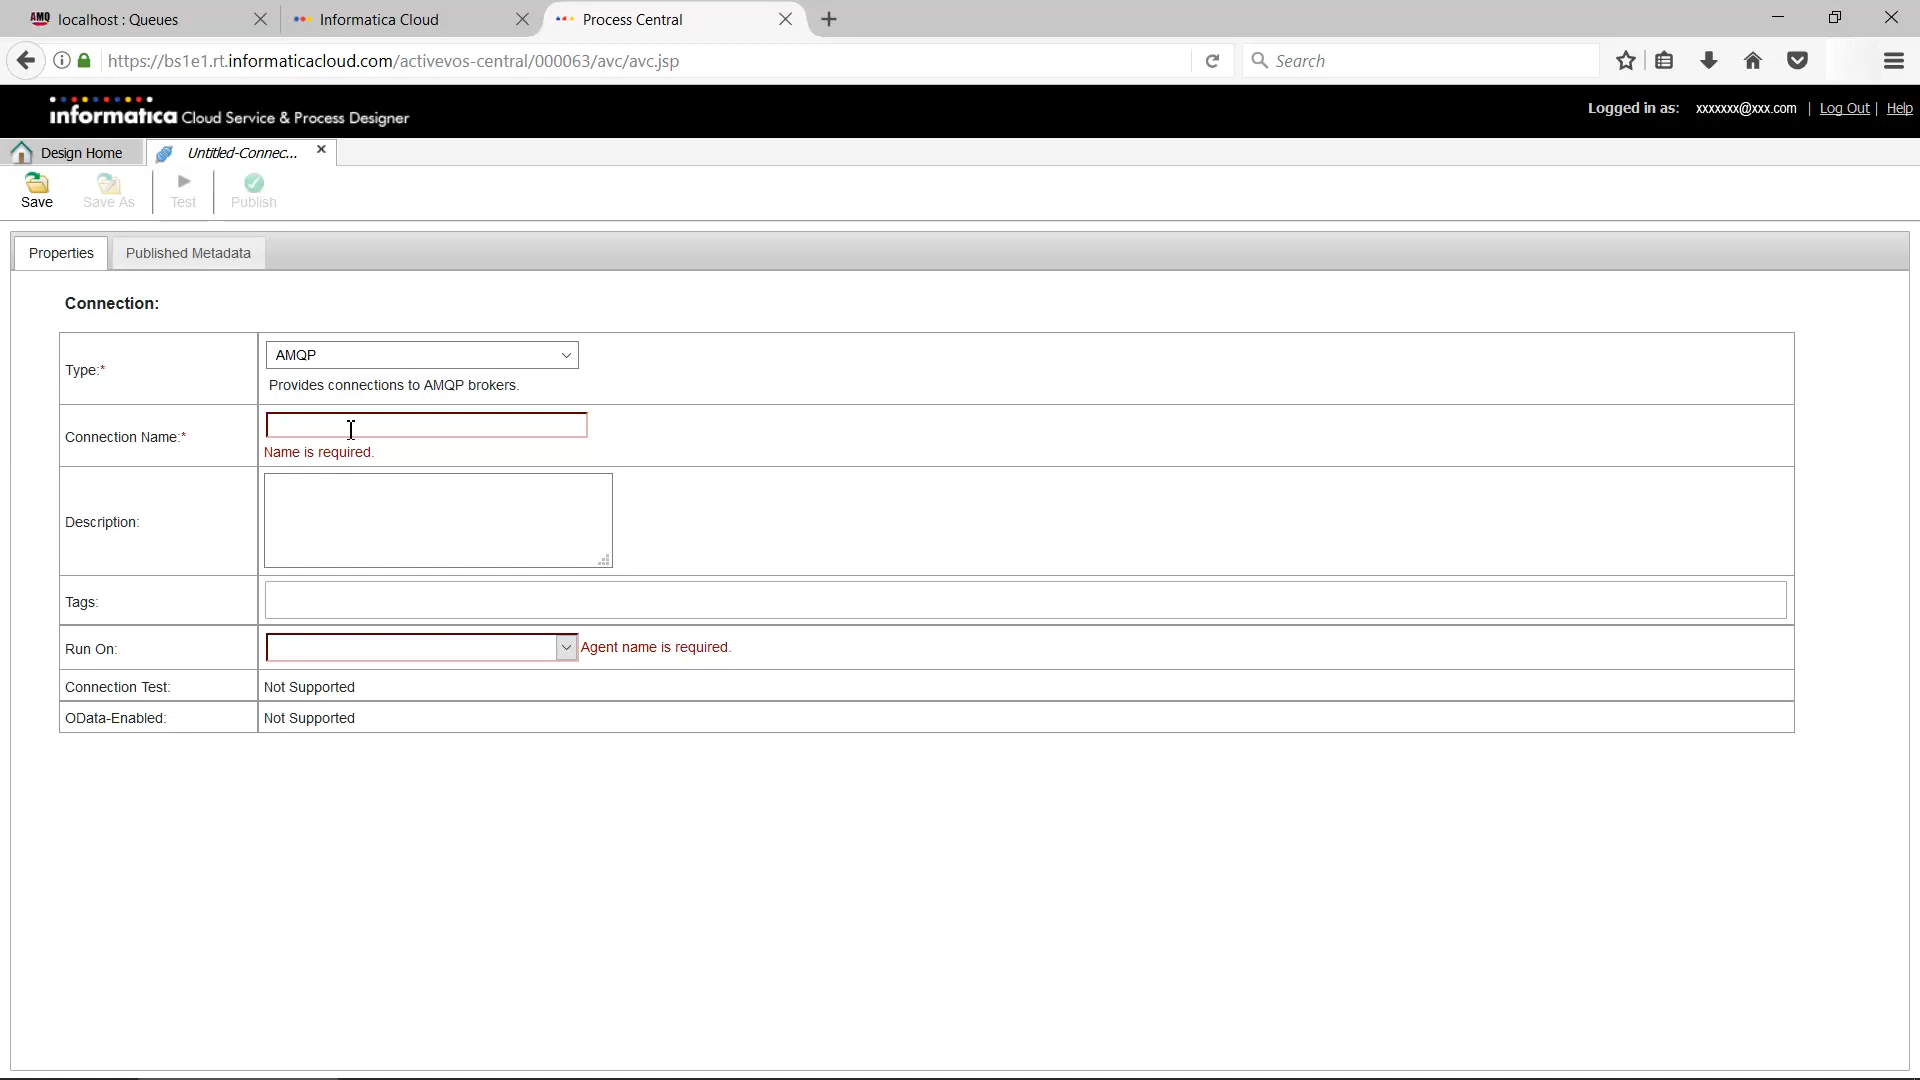 localhost : Queues
Informatica Cloud
Process Central
https://bs1e1.rt.informaticacloud.com/activevos-central/000063/avc/avc.jsp
Search
informatica Cloud Service & Process Designer
Logged in as: xxxxxxx@xxx.com | Log Out | Help
Design Home
Untitled-Connec...
Save
Save As
Test
Publish
Properties
Published Metadata
Connection:
Type:*
AMQP
Provides connections to AMQP brokers.
Connection Name:*
Name is required.
Description:
Tags:
Run On:
Agent name is required.
Connection Test:
Not Supported
OData-Enabled:
Not Supported